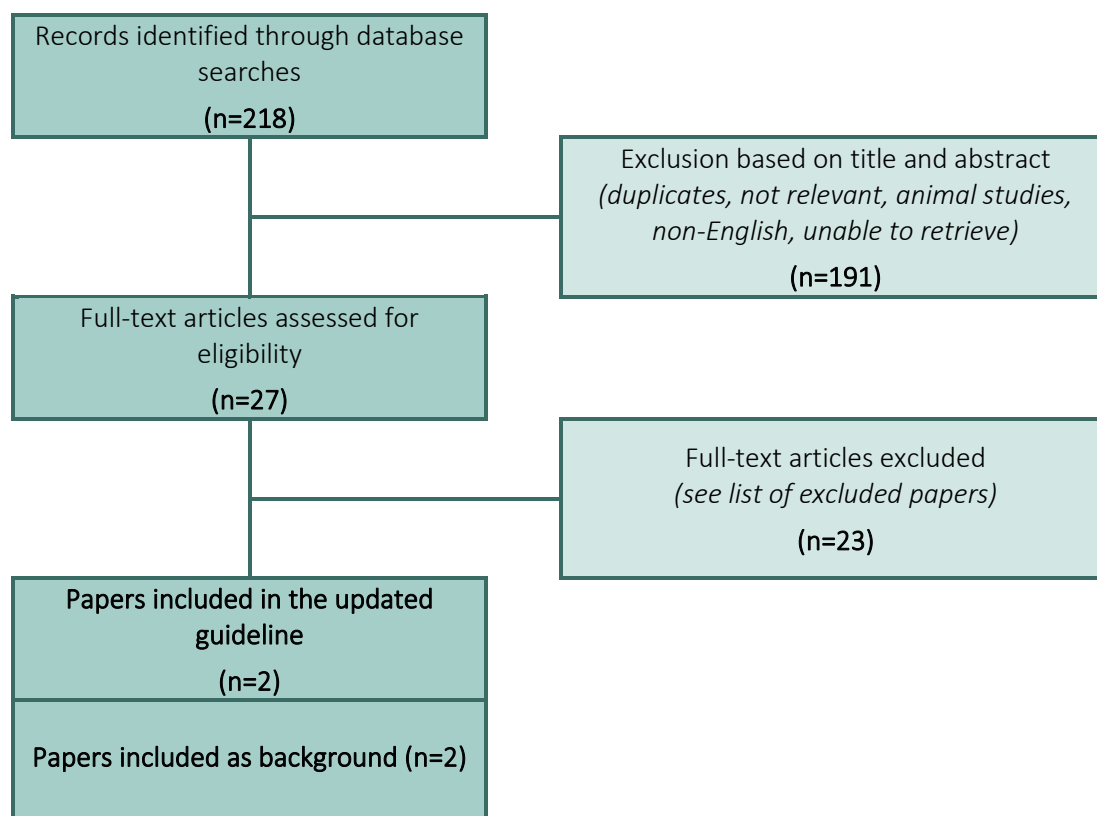 Records identified through database
searches
(n=218)
Exclusion based on title and abstract
(duplicates, not relevant, animal studies,
non-English, unable to retrieve)
(n=191)
Full-text articles assessed for
eligibility
(n=27)
Full-text articles excluded
(see list of excluded papers)
(n=23)
Papers included in the updated
guideline
(n=2)
Papers included as background (n=2)